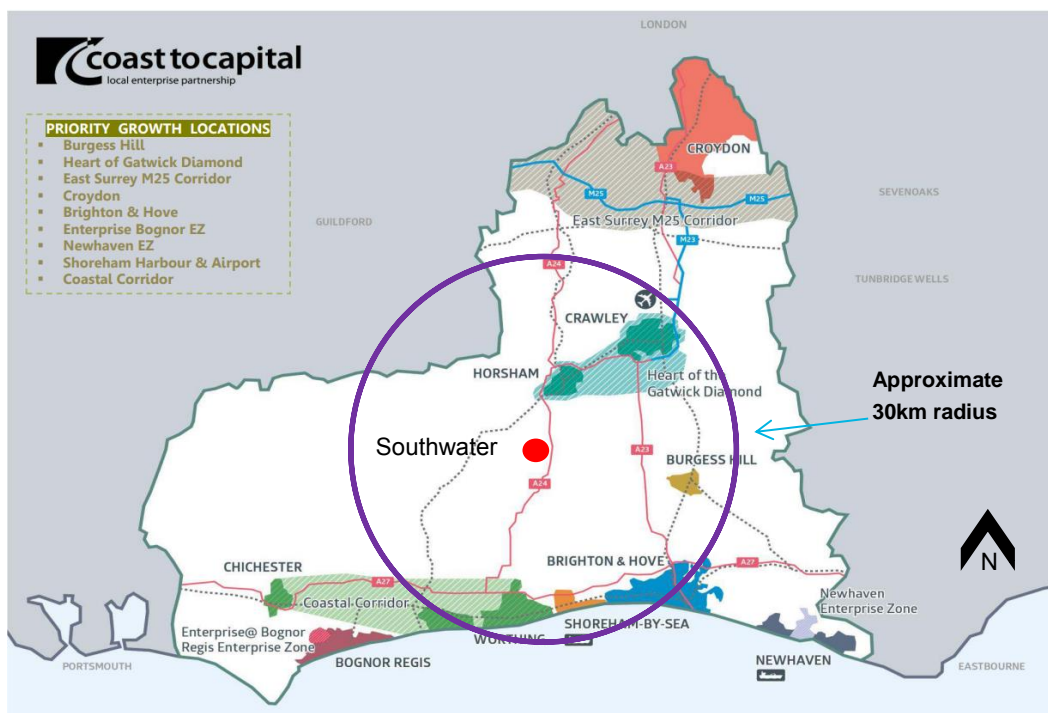 LONDON
coast to capital
local enterprise partnership
PRIORITY GROWTH LOCATIONS
▪ Burgess Hill
▪ Heart of Gatwick Diamond
▪ East Surrey M25 Corridor
▪ Croydon
▪ Brighton & Hove
▪ Enterprise Bognor EZ
▪ Newhaven EZ
▪ Shoreham Harbour & Airport
▪ Coastal Corridor
CROYDON
A23
M25
M25
SEVENOAKS
GUILDFORD
East Surrey M25 Corridor
M23
A24
TUNBRIDGE WELLS
CRAWLEY
HORSHAM
Heart of the
Gatwick Diamond
Approximate
30km radius
Southwater
A23
BURGESS HILL
A24
N
BRIGHTON & HOVE
A27
CHICHESTER
A27
Coastal Corridor
Newhaven
Enterprise Zone
SHOREHAM-BY-SEA
Enterprise@ Bognor
Regis Enterprise Zone
WORTHING
BOGNOR REGIS
NEWHAVEN
PORTSMOUTH
EASTBOURNE